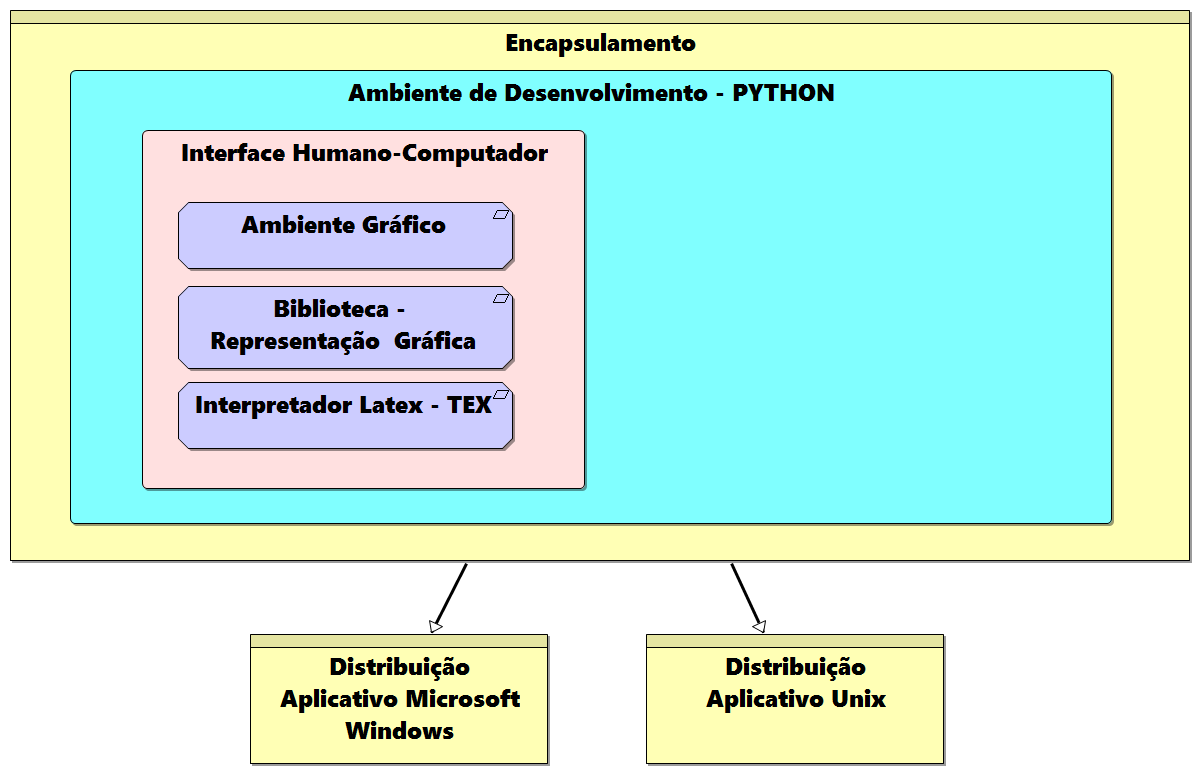 Encapsulamento
Ambiente de Desenvolvimento - PYTHON
Interface Humano-Computador
Ambiente Gráfico
Biblioteca -
Representação Gráfica
Interpretador Latex - TEX
Distribuição
Aplicativo Microsoft
Windows
Distribuição
Aplicativo Unix